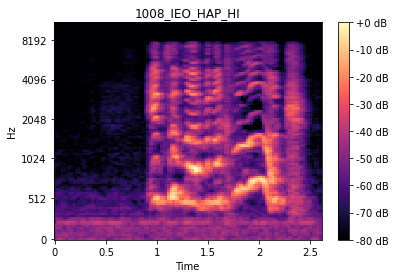 1008_IEO_HAP_HI
8192
4096
2048
1024
512
0
Hz
0
0.5
1
1.5
2
2.5
Time
+0 dB
-10 dB
-20 dB
-30 dB
-40 dB
-50 dB
-60 dB
-70 dB
-80 dB